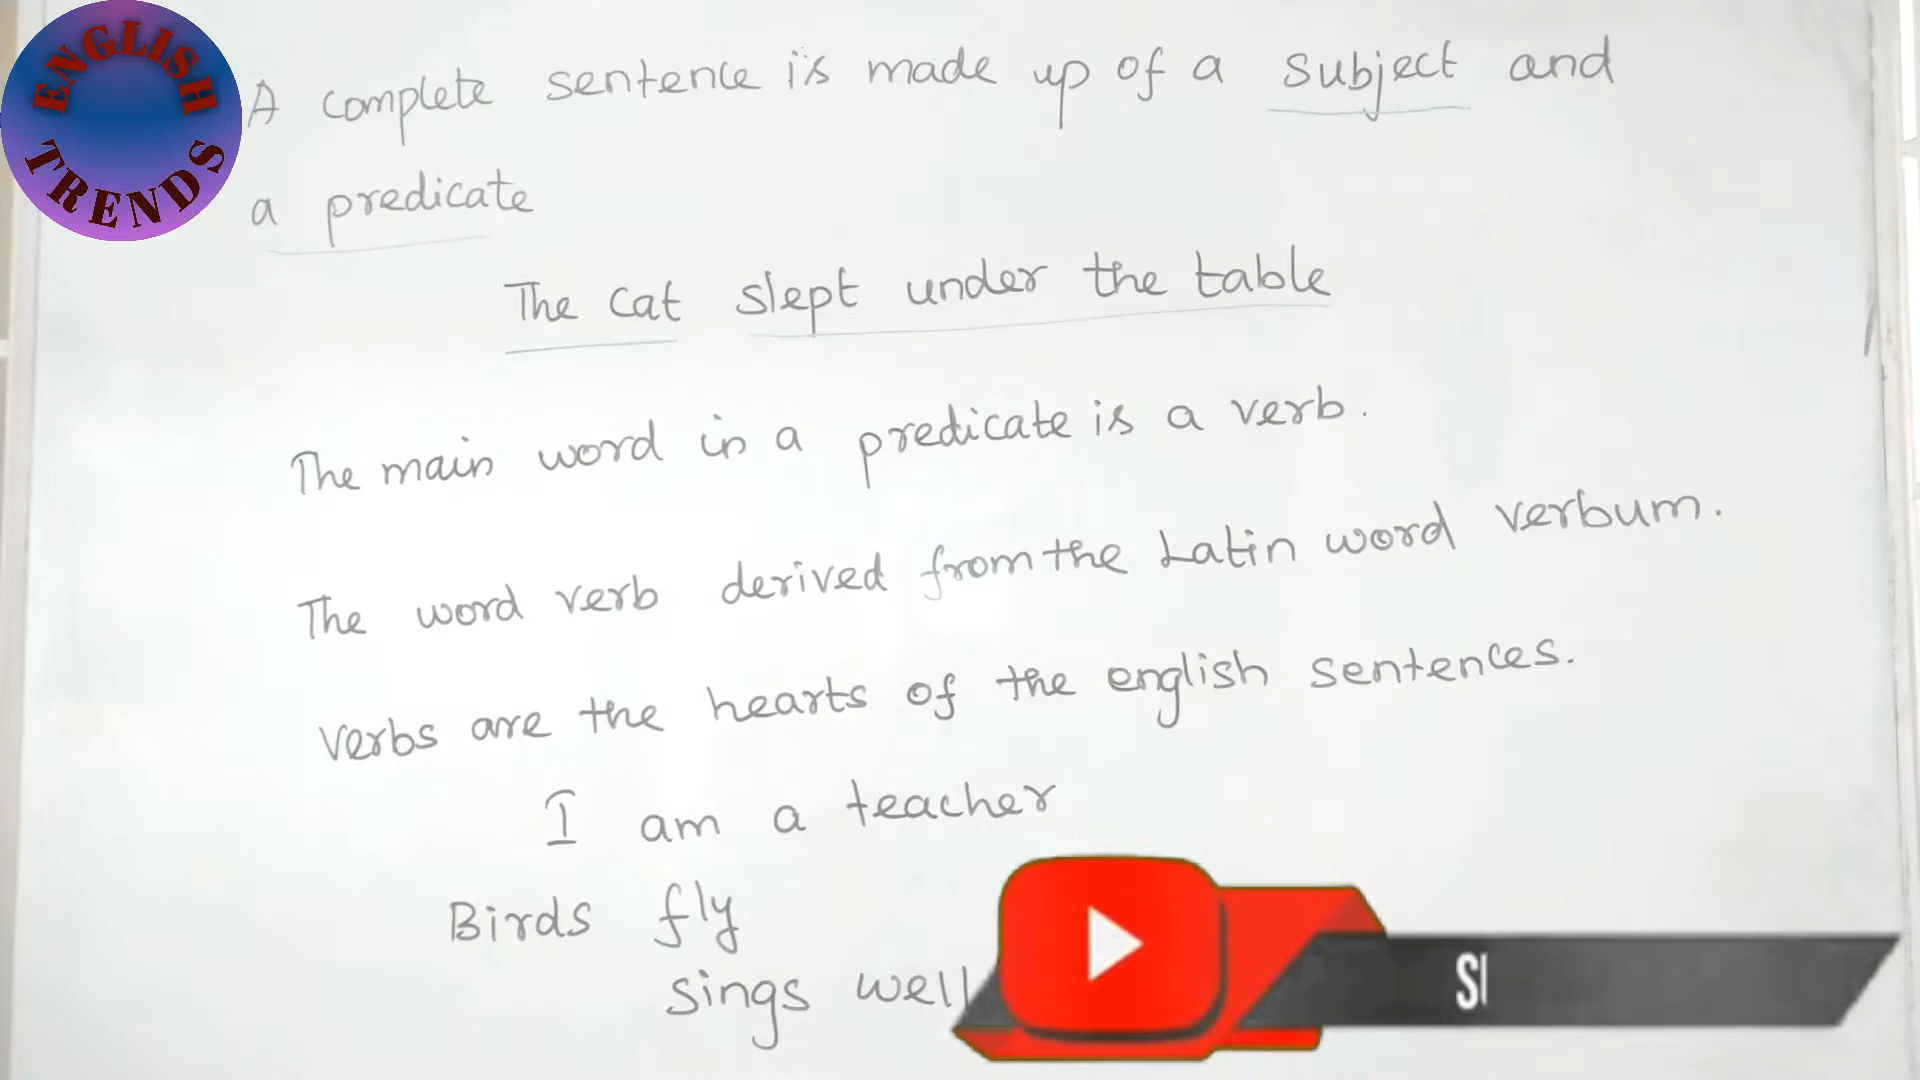 ENGLISH
TRENDS
A complete sentence is made up of a subject and
a predicate
The cat slept under the table
The main word in a predicate is a verb.
The word verb derived from the Latin word verbum.
verbs are the hearts of the english sentences.
I am a teacher
Birds fly
sings well